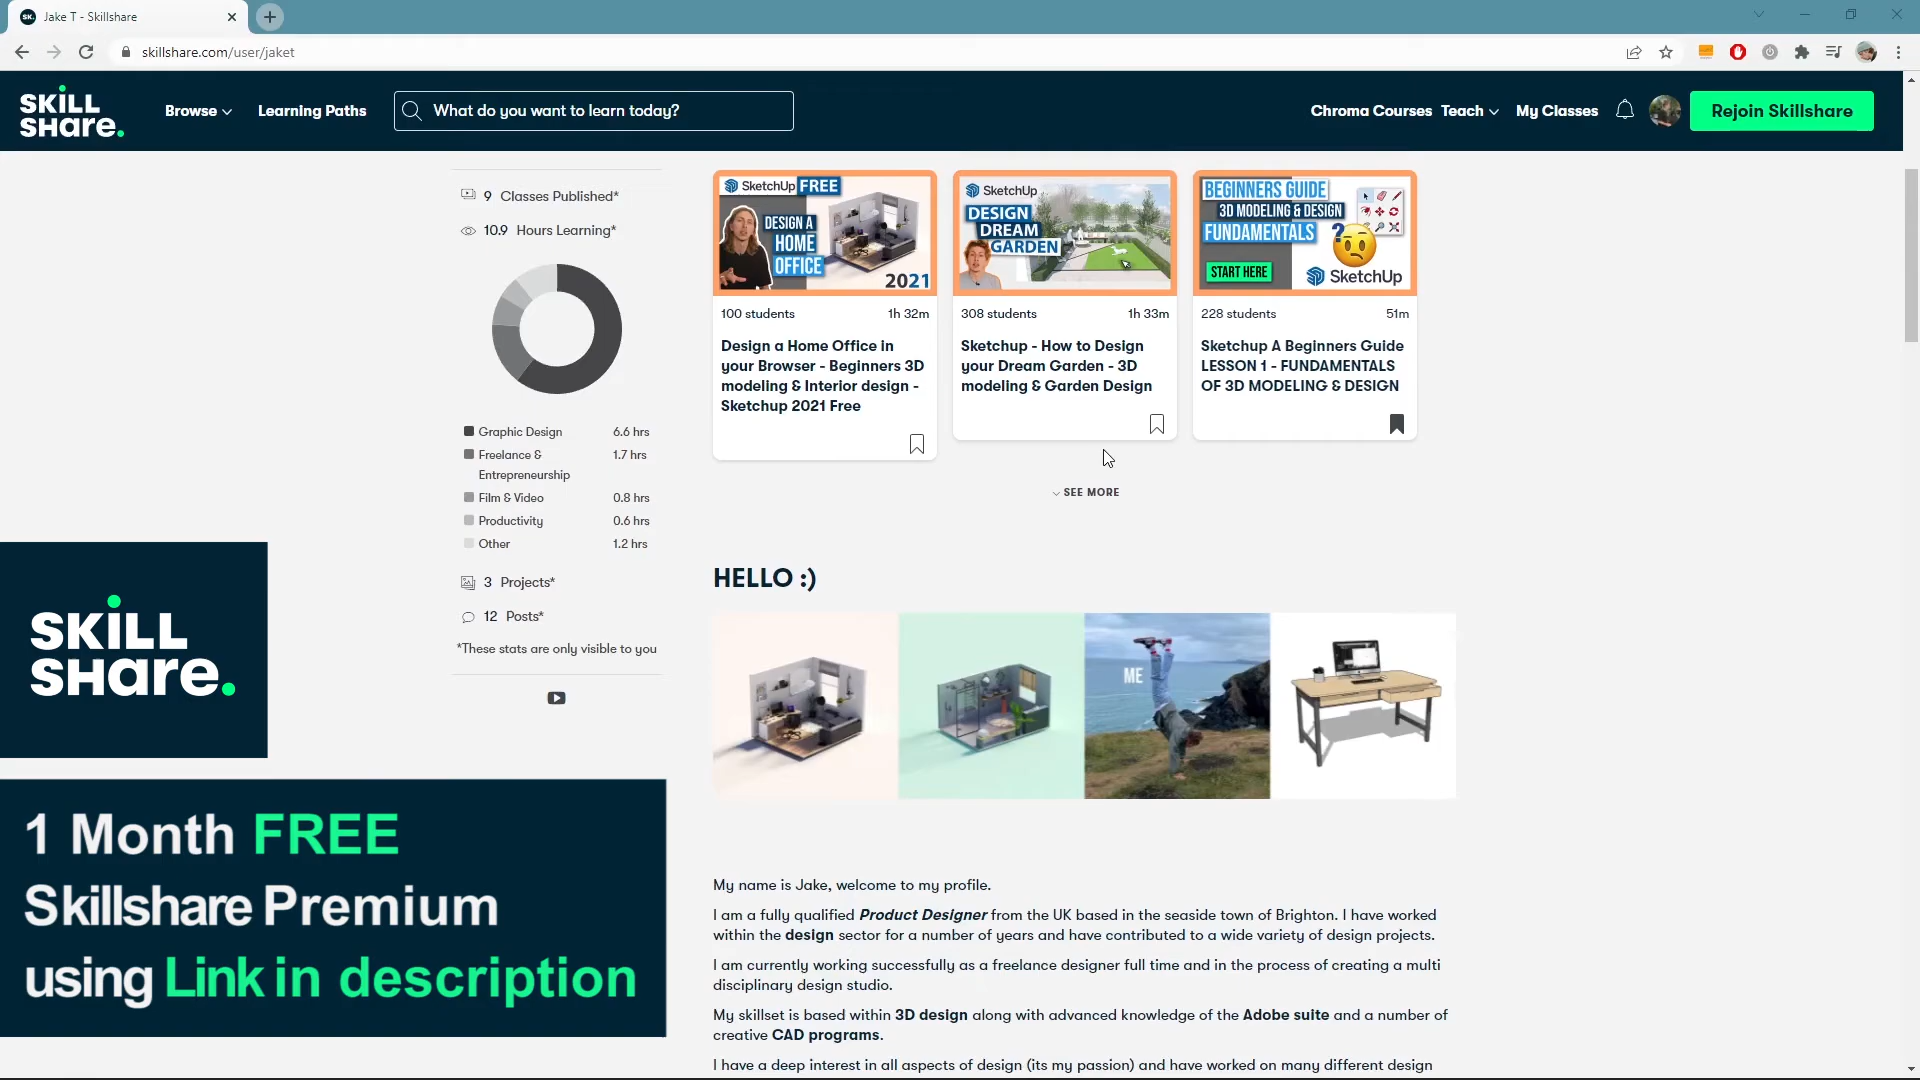 Jake T - Skillshare
skillshare.com/user/jaket
SKiLL
SHare.
Browse
Learning Paths
What do you want to learn today?
Chroma Courses
Teach
My Classes
Rejoin Skillshare
9 Classes Published*
10.9 Hours Learning*
Graphic Design 6.6 hrs
Freelance & 1.7 hrs
Entrepreneurship
Film & Video 0.8 hrs
Productivity 0.6 hrs
Other 1.2 hrs
3 Projects*
12 Posts*
*These stats are only visible to you
SketchUp FREE
DESIGN A
HOME
OFFICE
2021
100 students 1h 32m
Design a Home Office in
your Browser - Beginners 3D
modeling & Interior design -
Sketchup 2021 Free
SketchUp
DESIGN
DREAM
GARDEN
308 students 1h 33m
Sketchup - How to Design
your Dream Garden - 3D
modeling & Garden Design
BEGINNERS GUIDE
3D MODELING & DESIGN
FUNDAMENTALS
?
START HERE
SketchUp
228 students 51m
Sketchup A Beginners Guide
LESSON 1 - FUNDAMENTALS
OF 3D MODELING & DESIGN
SEE MORE
HELLO :)
ME
My name is Jake, welcome to my profile.
I am a fully qualified Product Designer from the UK based in the seaside town of Brighton. I have worked
within the design sector for a number of years and have contributed to a wide variety of design projects.
I am currently working successfully as a freelance designer full time and in the process of creating a multi
disciplinary design studio.
My skillset is based within 3D design along with advanced knowledge of the Adobe suite and a number of
creative CAD programs.
I have a deep interest in all aspects of design (its my passion) and have worked on many different design
SKiLL
SHare.
1 Month FREE
Skillshare Premium
using Link in description